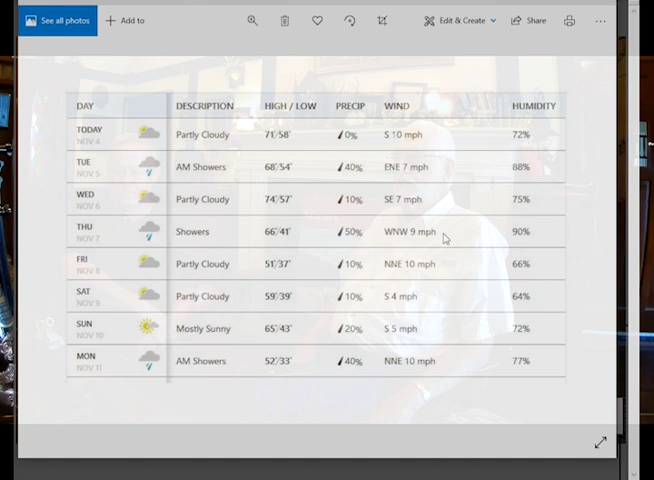 See all photos Add to Edit & Create Share
DAY DESCRIPTION HIGH / LOW PRECIP WIND HUMIDITY
TODAY
NOV 4
Partly Cloudy 71°/58° 0% S 10 mph 72%
TUE
NOV 5
AM Showers 68°/54° 40% ENE 7 mph 88%
WED
NOV 6
Partly Cloudy 74°/57° 10% SE 7 mph 75%
THU
NOV 7
Showers 66°/41° 50% WNW 9 mph 90%
FRI
NOV 8
Partly Cloudy 51°/37° 10% NNE 10 mph 66%
SAT
NOV 9
Partly Cloudy 59°/39° 10% S 4 mph 64%
SUN
NOV 10
Mostly Sunny 65°/43° 20% S 5 mph 72%
MON
NOV 11
AM Showers 52°/33° 40% NNE 10 mph 77%